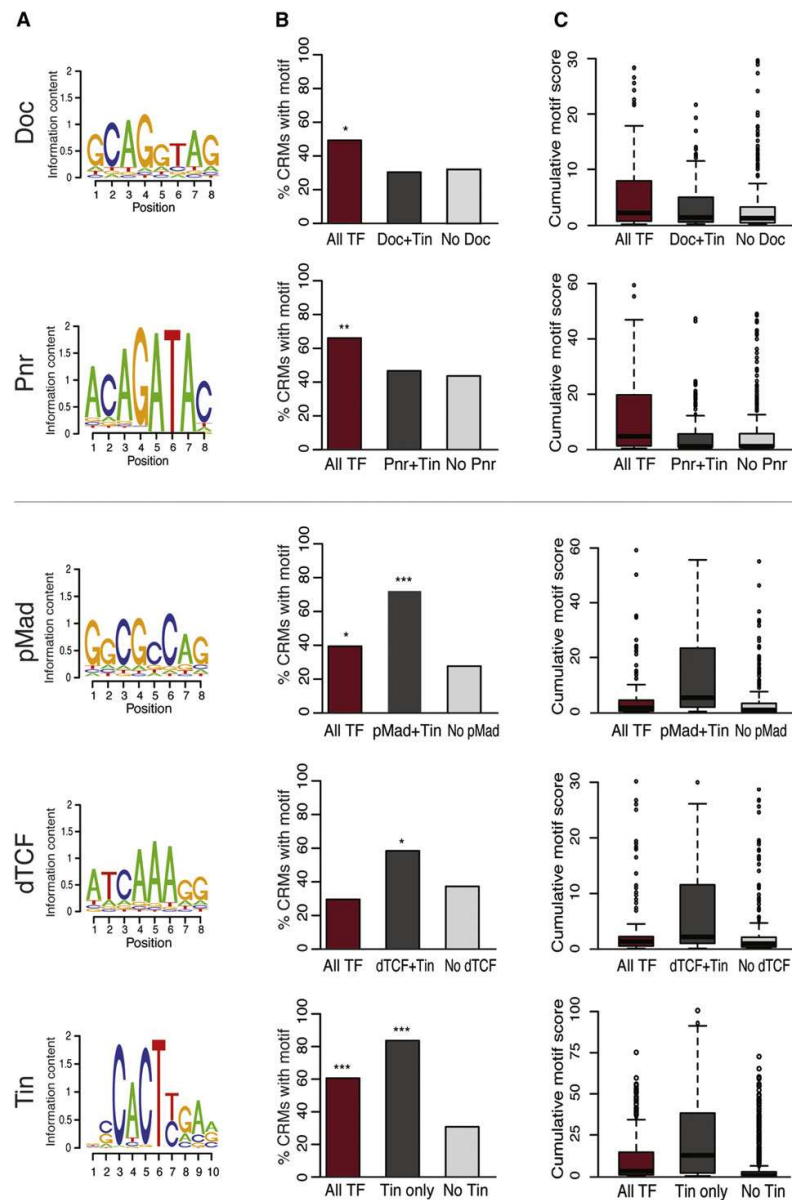 A
B
C
Doc
Information content
2
1.5
1
0.5
0
GCAGGTAG
1 2 3 4 5 6 7 8
Position
% CRMs with motif
100
80
60
40
20
0
*
All TF Doc+Tin No Doc
Cumulative motif score
30
20
10
0
All TF Doc+Tin No Doc
Pnr
Information content
2
1.5
1
0.5
0
ACAGATAC
1 2 3 4 5 6 7 8
Position
% CRMs with motif
100
80
60
40
20
0
**
All TF Pnr+Tin No Pnr
Cumulative motif score
60
40
20
0
All TF Pnr+Tin No Pnr
pMad
Information content
2
1.5
1
0.5
0
GGCGCCAG
1 2 3 4 5 6 7 8
Position
% CRMs with motif
100
80
60
40
20
0
*
***
All TF pMad+Tin No pMad
Cumulative motif score
60
40
20
0
All TF pMad+Tin No pMad
dTCF
Information content
2
1.5
1
0.5
0
ATCAAAGG
1 2 3 4 5 6 7 8
Position
% CRMs with motif
100
80
60
40
20
0
*
All TF dTCF+Tin No dTCF
Cumulative motif score
30
20
10
0
All TF dTCF+Tin No dTCF
Tin
Information content
2
1.5
1
0.5
0
CACT
1 2 3 4 5 6 7 8 9 10
% CRMs with motif
100
80
60
40
20
0
***
***
All TF Tin only No Tin
Cumulative motif score
100
75
50
25
0
All TF Tin only No Tin